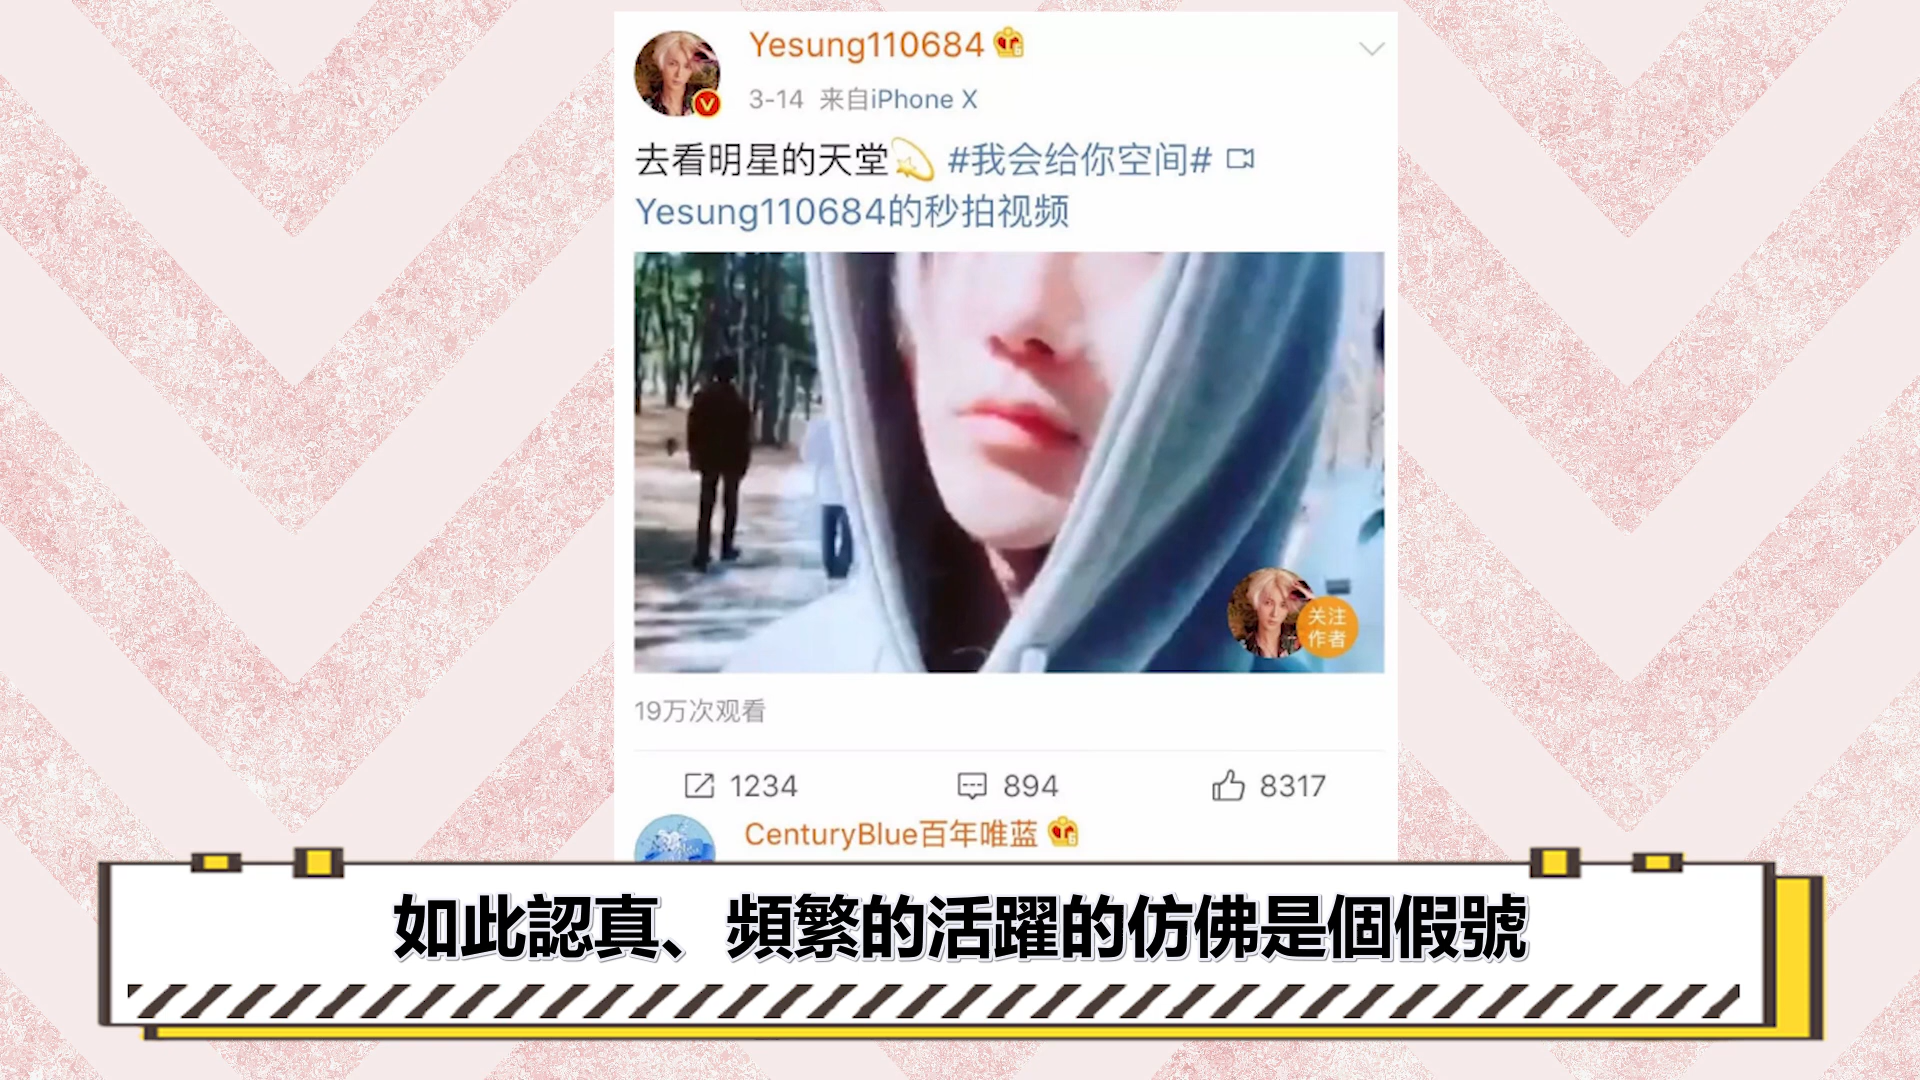 Yesung110684
3-14 来自iPhone X
去看明星的天堂💫 #我会给你空间#
Yesung110684的秒拍视频
关注
作者
19万次观看
1234 894 8317
CenturyBlue百年唯蓝
如此認真、頻繁的活躍的仿佛是個假號